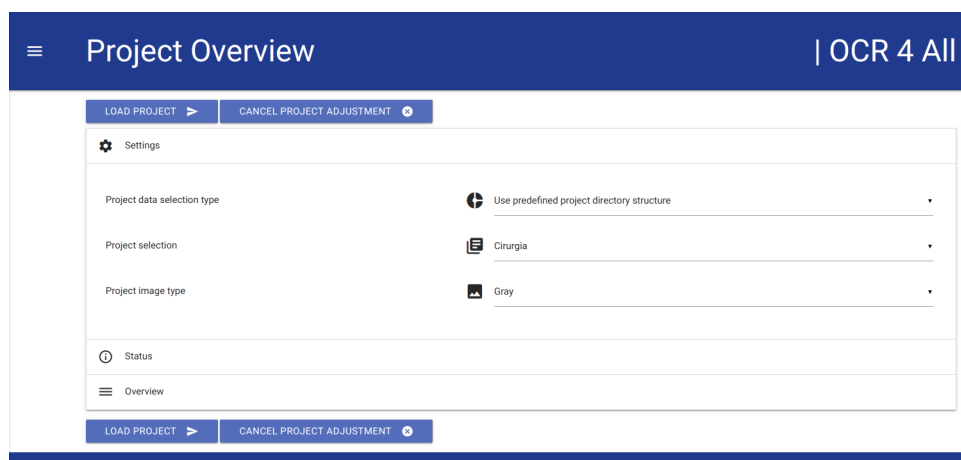 Project Overview | OCR 4 All
LOAD PROJECT CANCEL PROJECT ADJUSTMENT
Settings
Project data selection type Use predefined project directory structure
Project selection Cirurgia
Project image type Gray
Status
Overview
LOAD PROJECT CANCEL PROJECT ADJUSTMENT